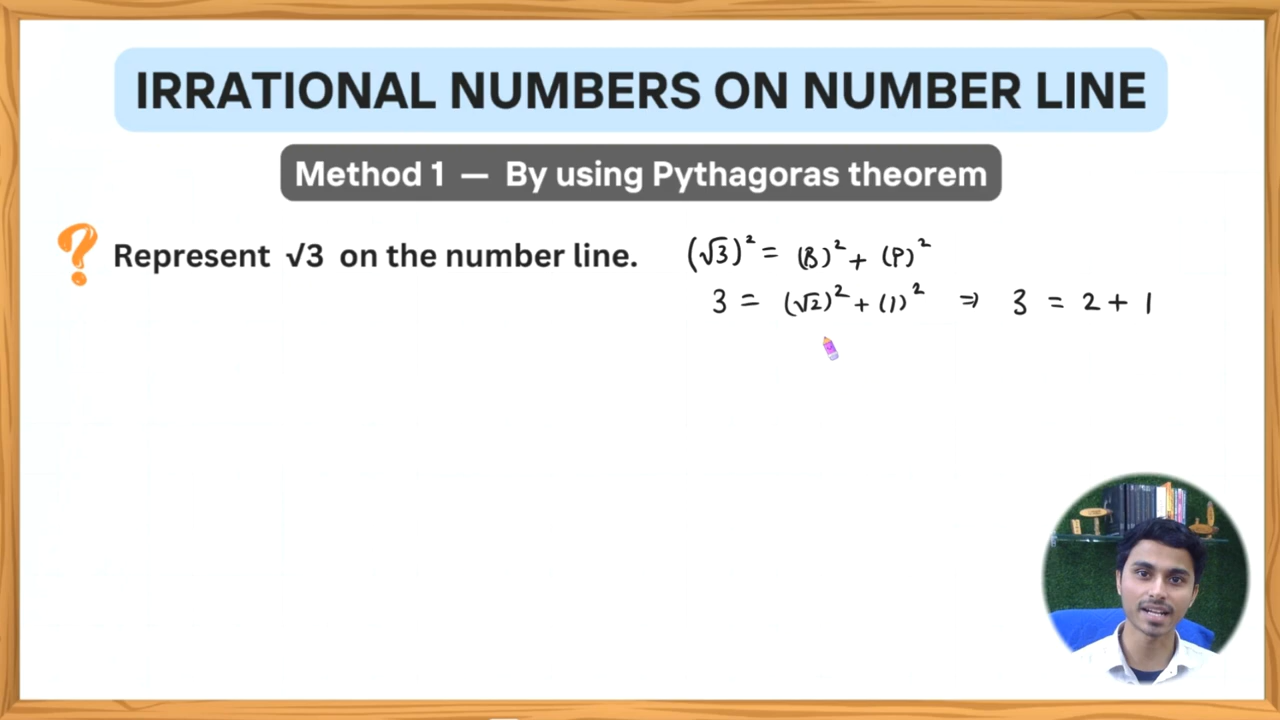 IRRATIONAL NUMBERS ON NUMBER LINE
Method 1 — By using Pythagoras theorem
? Represent √3 on the number line.
(√3)² = (B)² + (P)²
3 = (√2)² + (1)² ⇒ 3 = 2 + 1